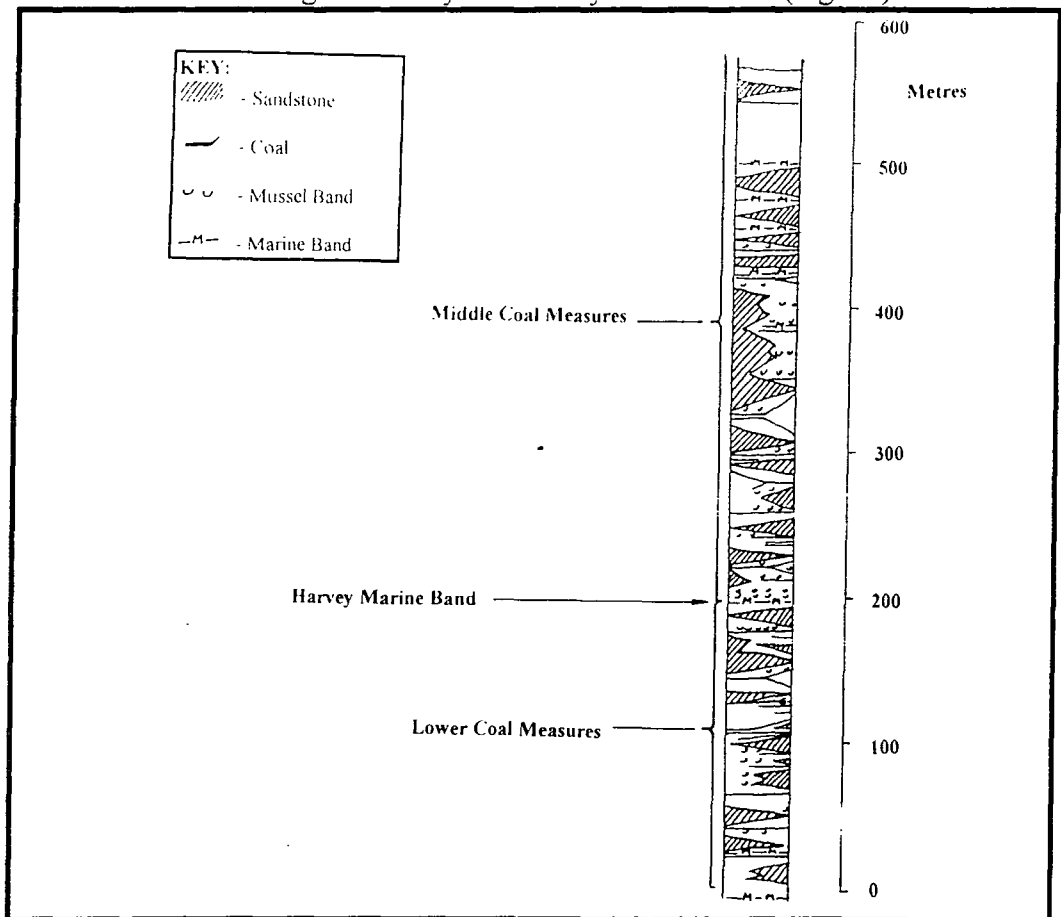 600
KEY:
- Sandstone
- Coal
- Mussel Band
-M- - Marine Band
Metres
500
Middle Coal Measures
400
300
Harvey Marine Band
200
Lower Coal Measures
100
0